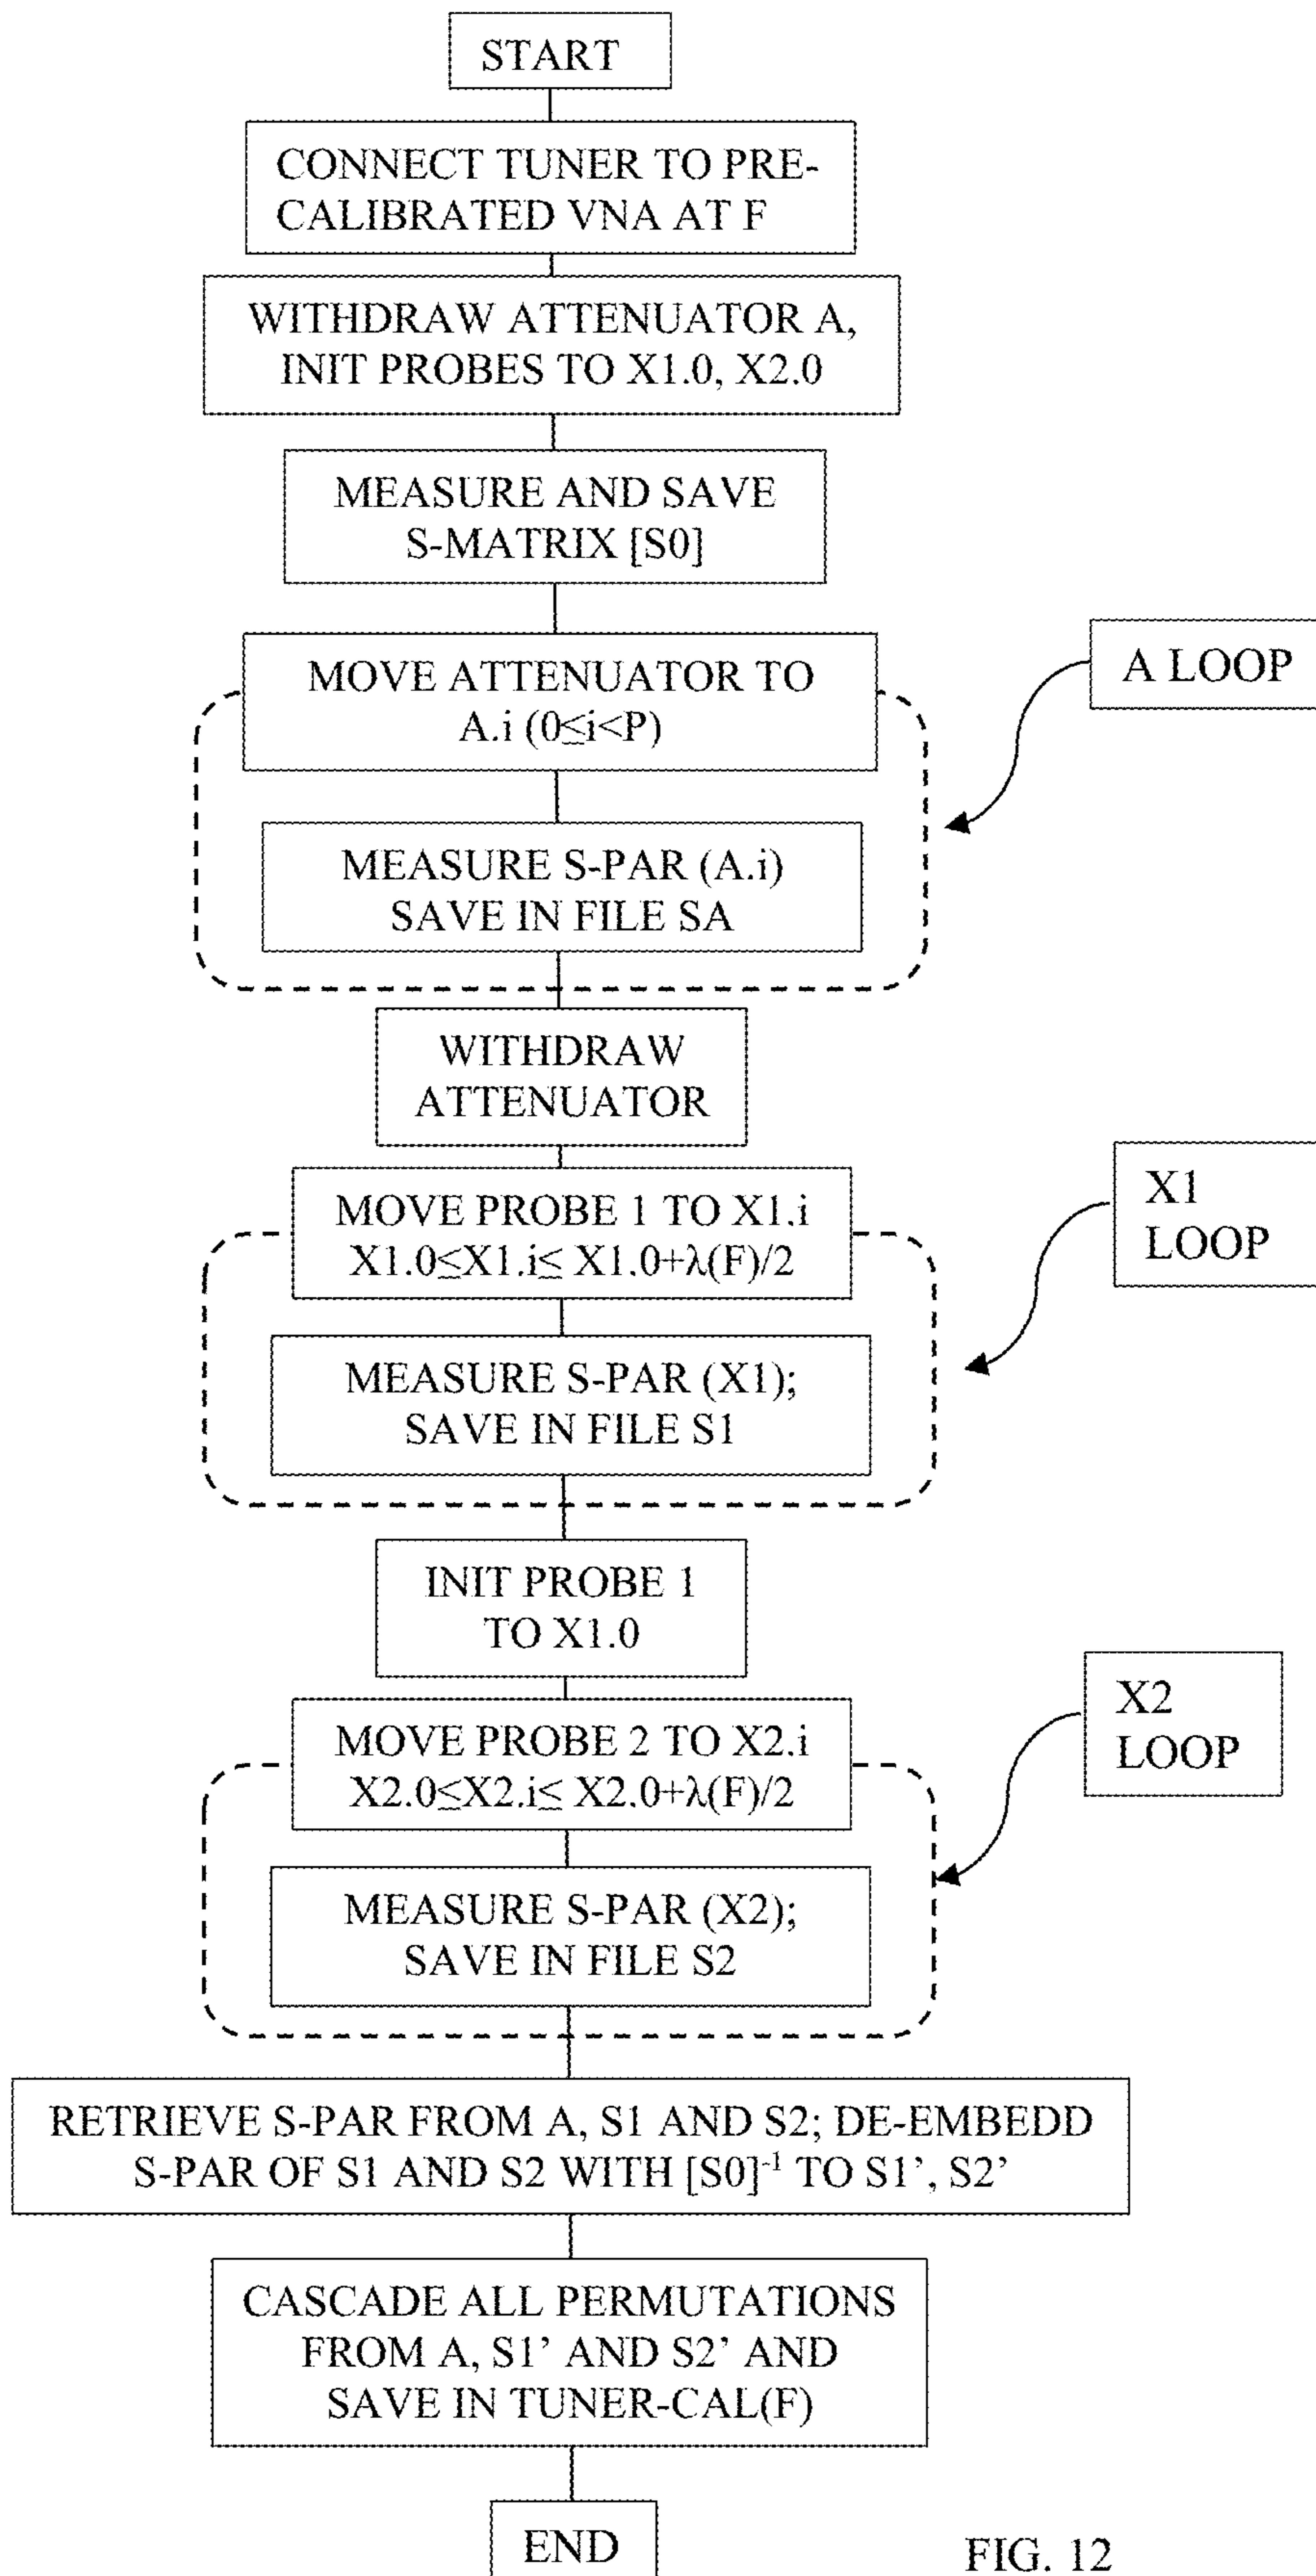 START
CONNECT TUNER TO PRE-
CALIBRATED VNA AT F
WITHDRAW ATTENUATOR A,
INIT PROBES TO X1.0, X2.0
MEASURE AND SAVE
S-MATRIX [S0]
MOVE ATTENUATOR TO
A.i (0≤i<P)
A LOOP
MEASURE S-PAR (A.i)
SAVE IN FILE SA
WITHDRAW
ATTENUATOR
MOVE PROBE 1 TO X1.i
X1.0≤X1.i≤ X1.0+λ(F)/2
X1
LOOP
MEASURE S-PAR (X1);
SAVE IN FILE S1
INIT PROBE 1
TO X1.0
MOVE PROBE 2 TO X2.i
X2.0≤X2.i≤ X2.0+λ(F)/2
X2
LOOP
MEASURE S-PAR (X2);
SAVE IN FILE S2
RETRIEVE S-PAR FROM A, S1 AND S2; DE-EMBEDD
S-PAR OF S1 AND S2 WITH [S0]⁻¹ TO S1’, S2’
CASCADE ALL PERMUTATIONS
FROM A, S1’ AND S2’ AND
SAVE IN TUNER-CAL(F)
END
FIG. 12